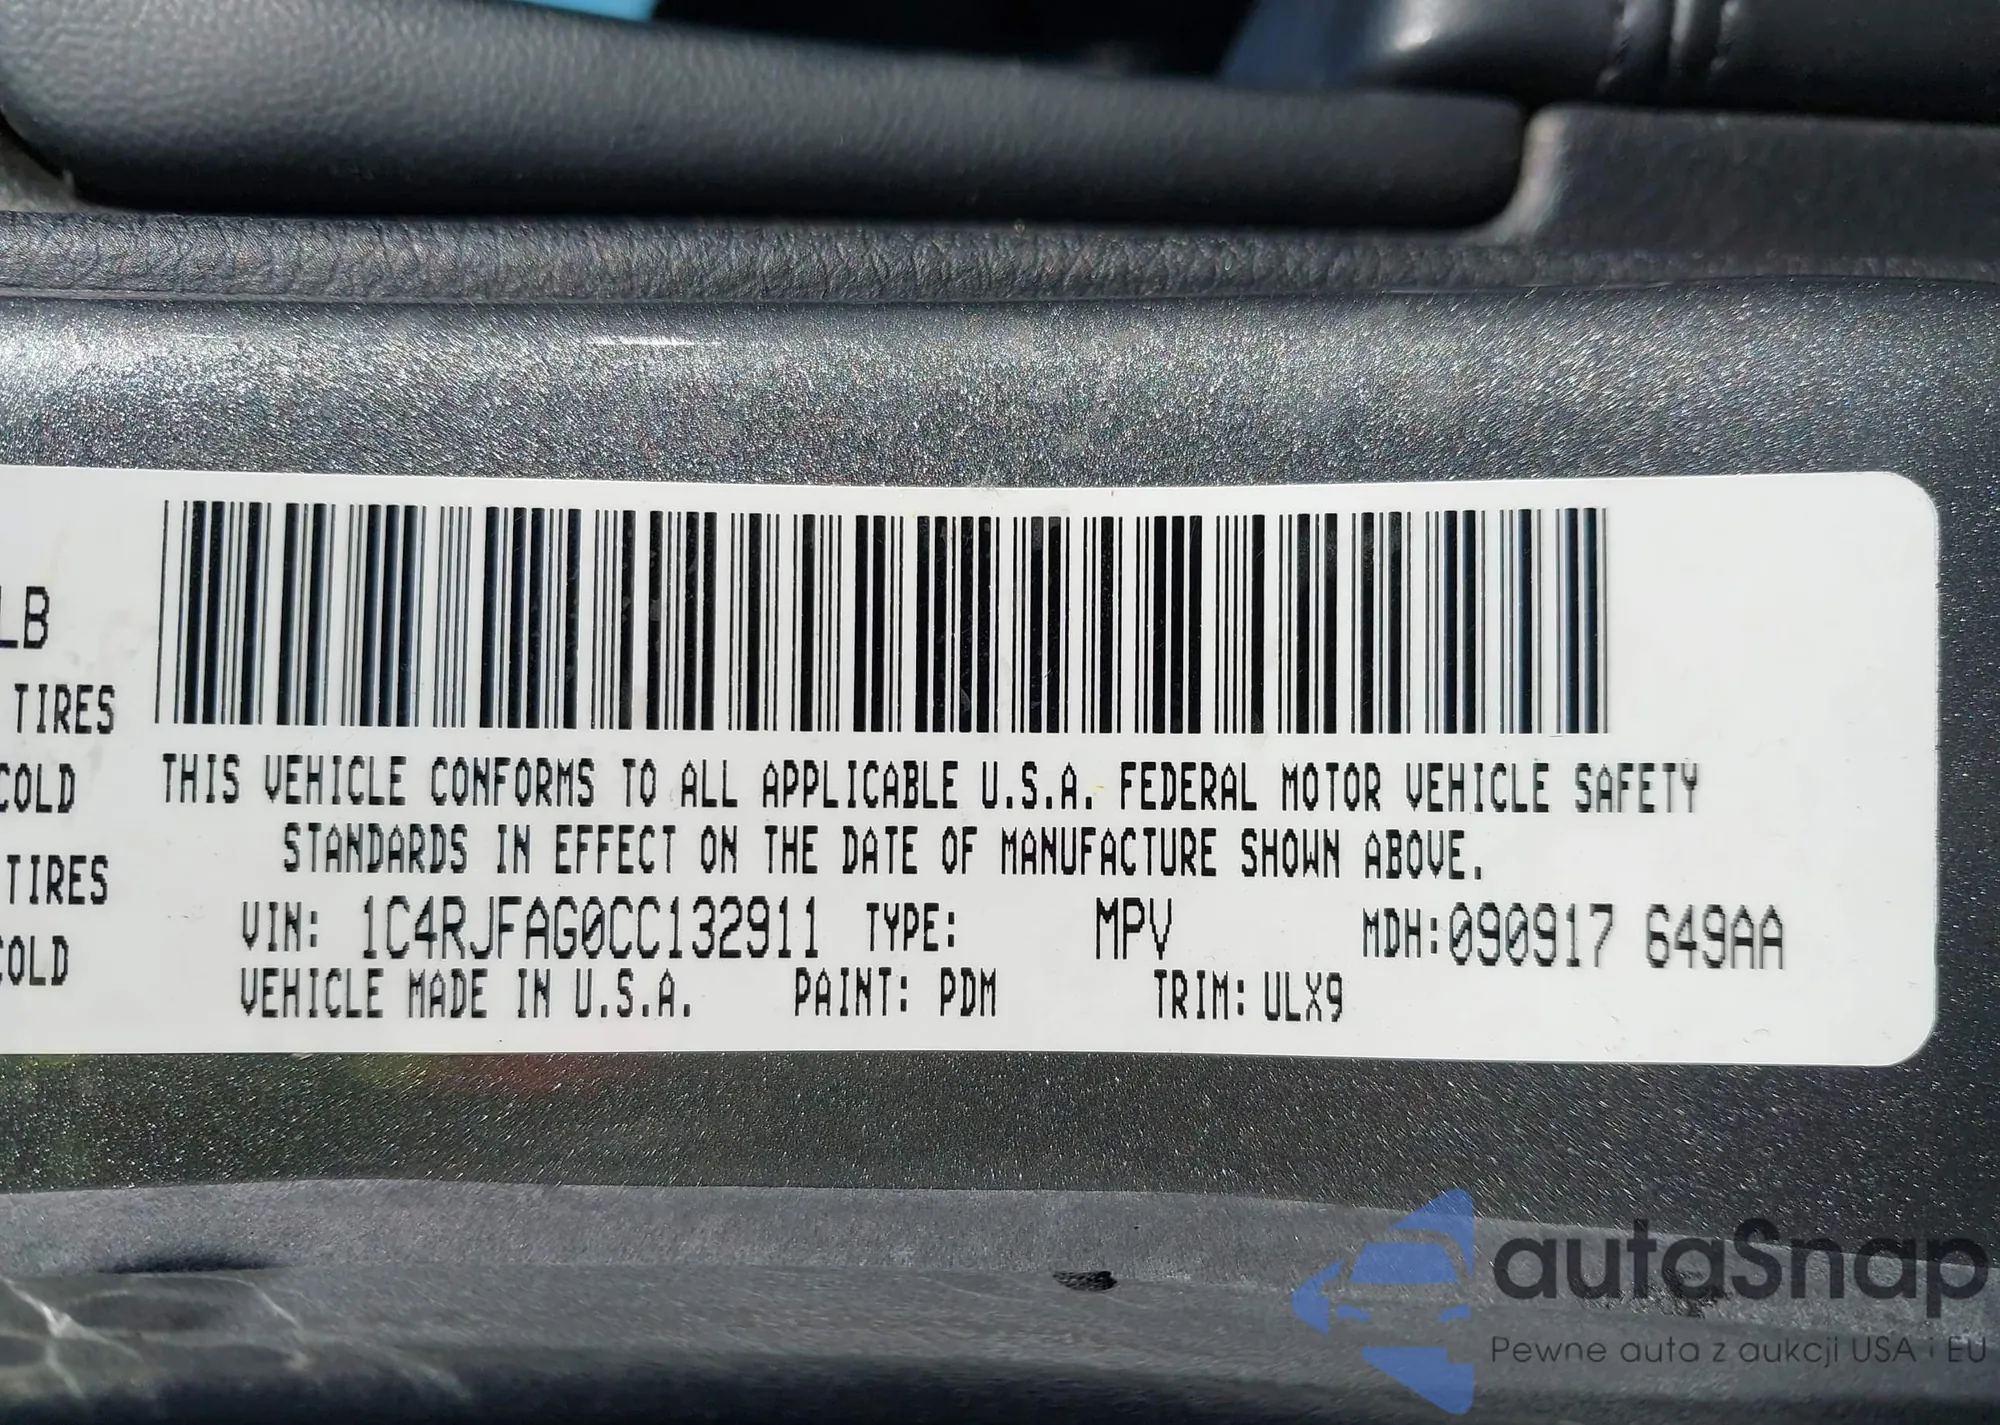 LB
TIRES
COLD
TIRES
COLD
THIS VEHICLE CONFORMS TO ALL APPLICABLE U.S.A. FEDERAL MOTOR VEHICLE SAFETY
STANDARDS IN EFFECT ON THE DATE OF MANUFACTURE SHOWN ABOVE.
VIN: 1C4RJFAG0CC132911 TYPE: MPV MDH:090917 649AA
VEHICLE MADE IN U.S.A. PAINT: PDM TRIM: ULX9
autaSnap
Pewne auta z aukcji USA i EU